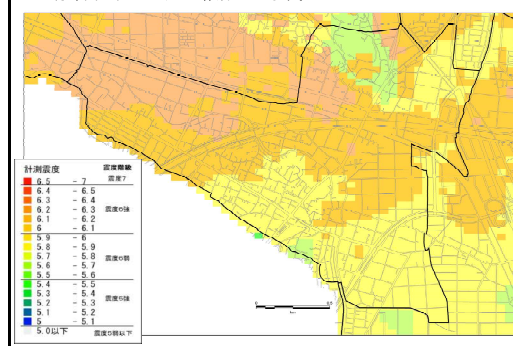 計測震度 震度階級
6.5 - 7 震度7
6.4 - 6.5
6.3 - 6.4
6.2 - 6.3 震度6強
6.1 - 6.2
6 - 6.1
5.9 - 6
5.8 - 5.9
5.7 - 5.8 震度6弱
5.6 - 5.7
5.5 - 5.6
5.4 - 5.5
5.3 - 5.4
5.2 - 5.3 震度5強
5.1 - 5.2
5 - 5.1
5.0以下 震度5弱以下
0.5